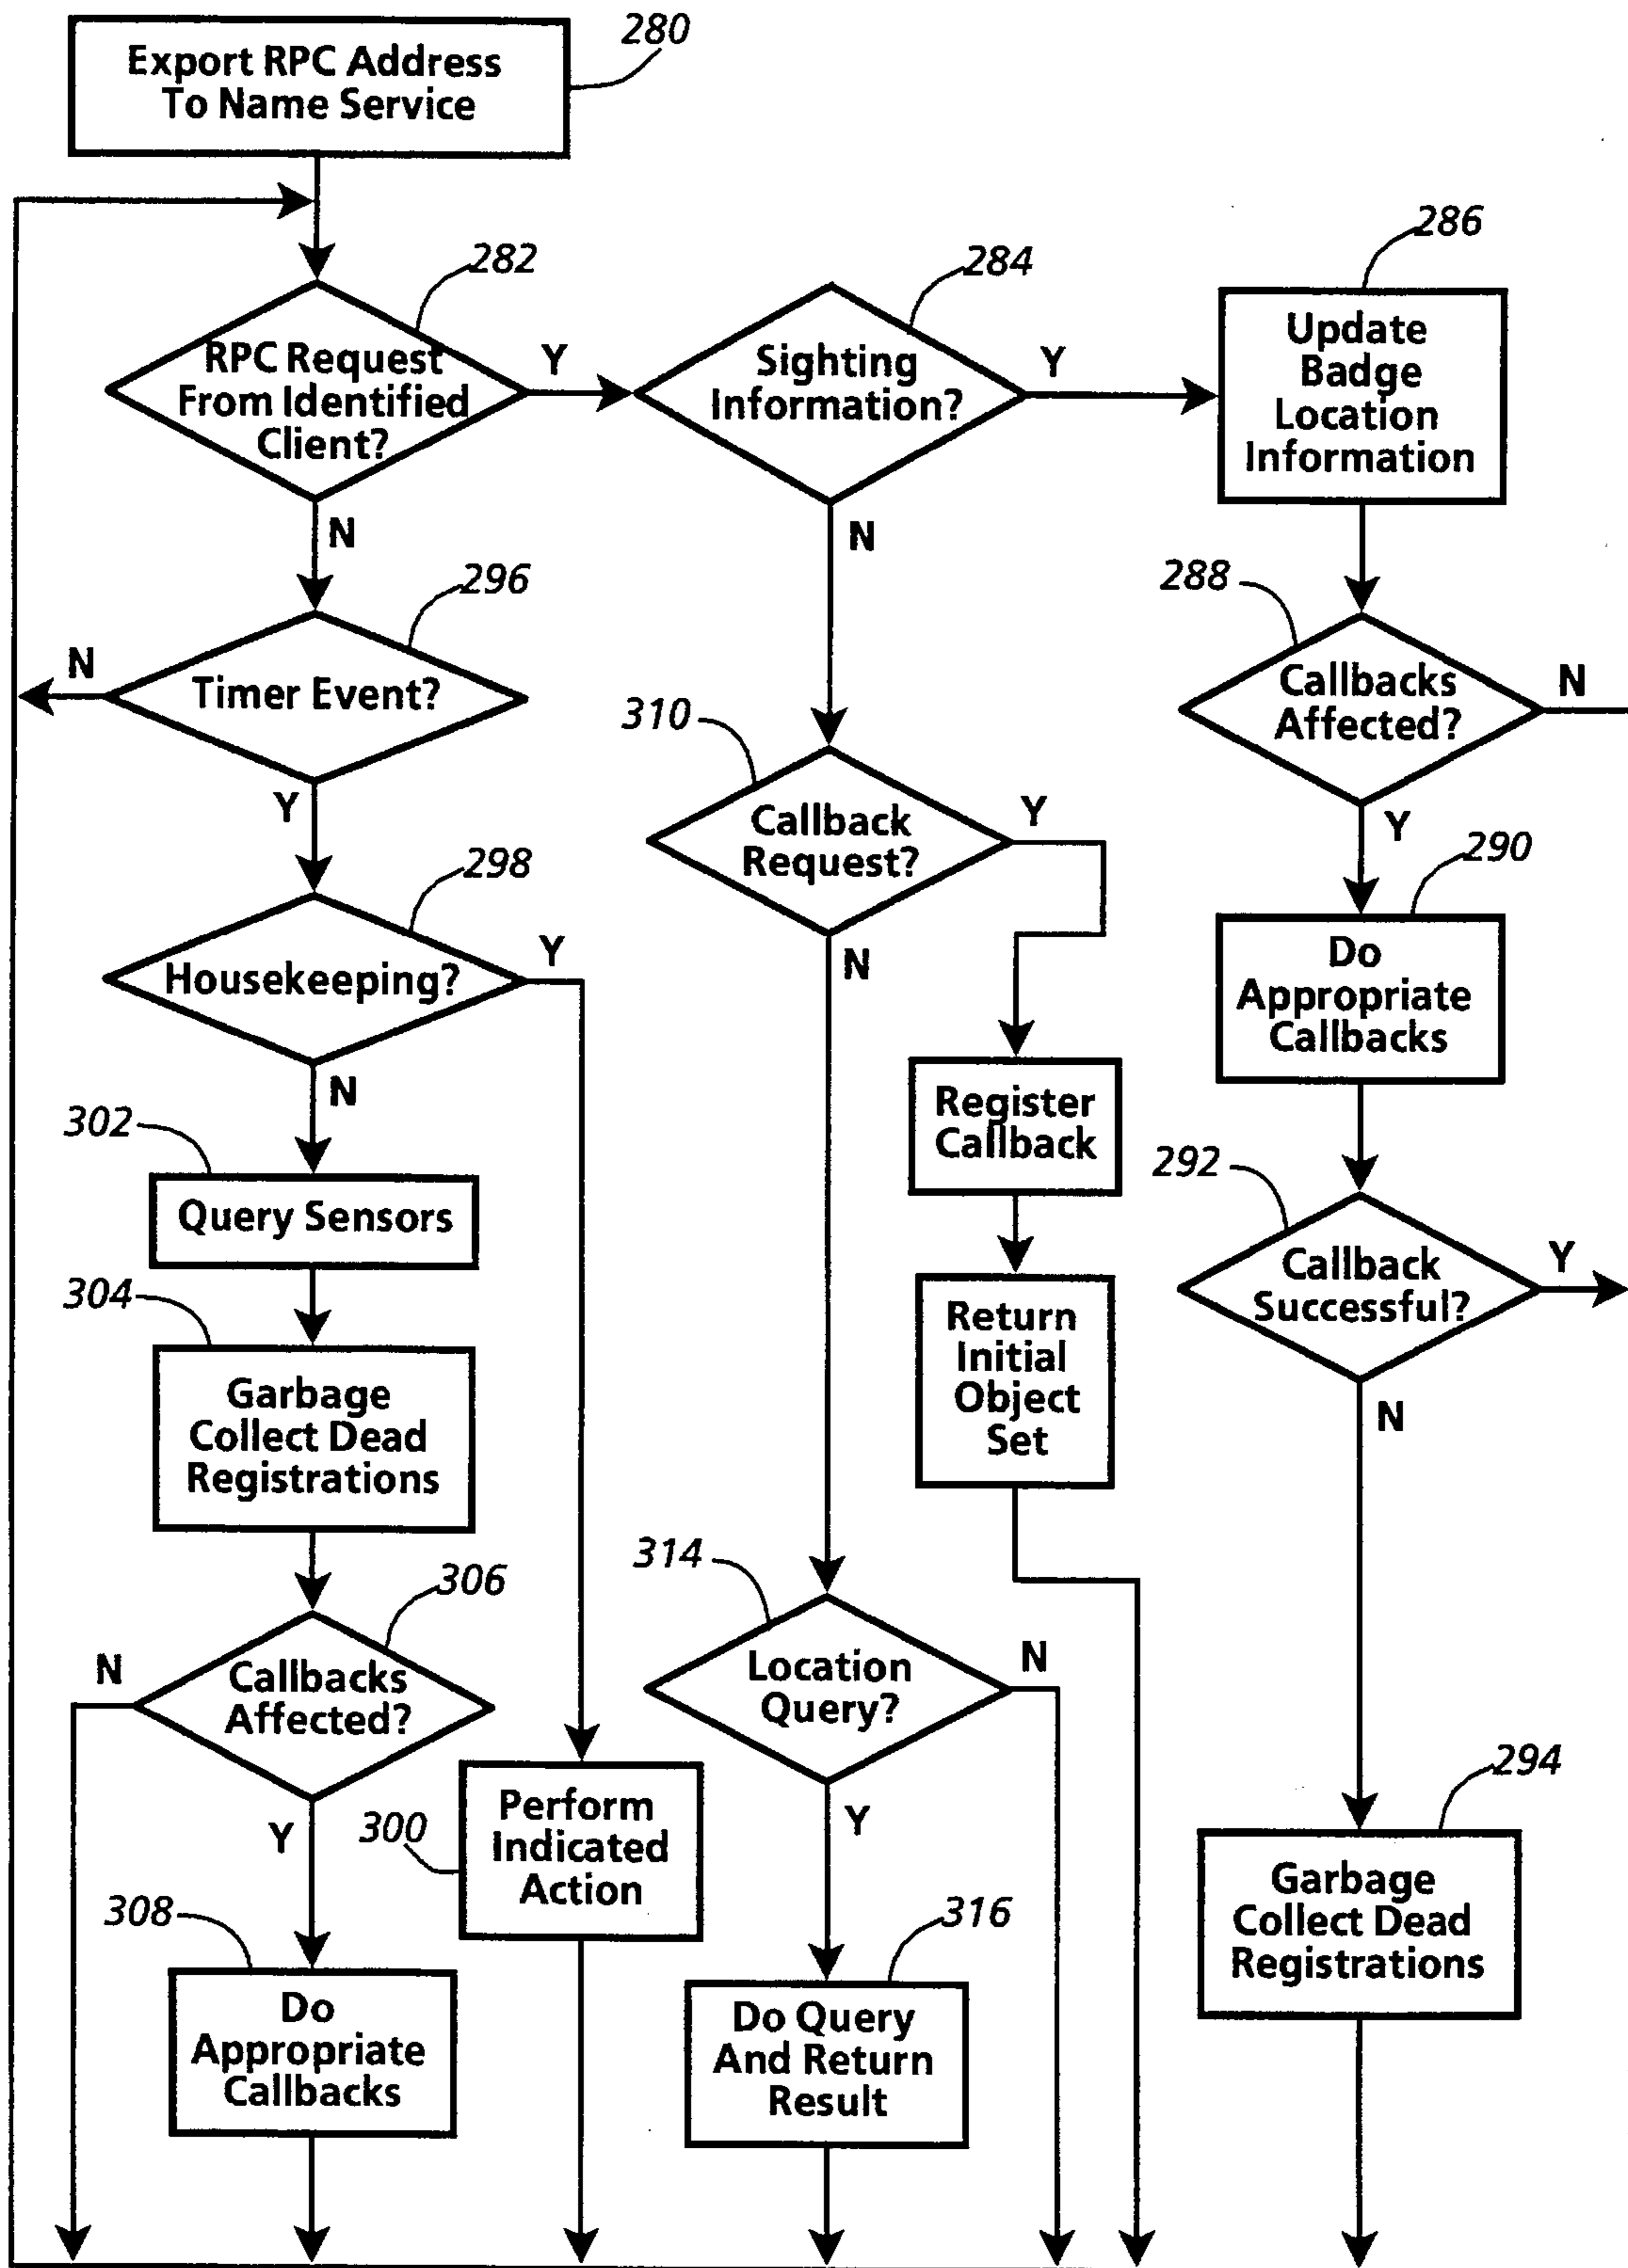 280
Export RPC Address
To Name Service
282
RPC Request
From Identified
Client?
Y
N
284
Sighting
Information?
Y
N
286
Update
Badge
Location
Information
288
Callbacks
Affected?
N
Y
290
Do
Appropriate
Callbacks
292
Callback
Successful?
Y
N
294
Garbage
Collect Dead
Registrations
296
Timer Event?
N
Y
298
Housekeeping?
Y
N
300
Perform
Indicated
Action
302
Query Sensors
304
Garbage
Collect Dead
Registrations
306
Callbacks
Affected?
N
Y
308
Do
Appropriate
Callbacks
310
Callback
Request?
Y
N
Register
Callback
Return
Initial
Object
Set
314
Location
Query?
N
Y
316
Do Query
And Return
Result